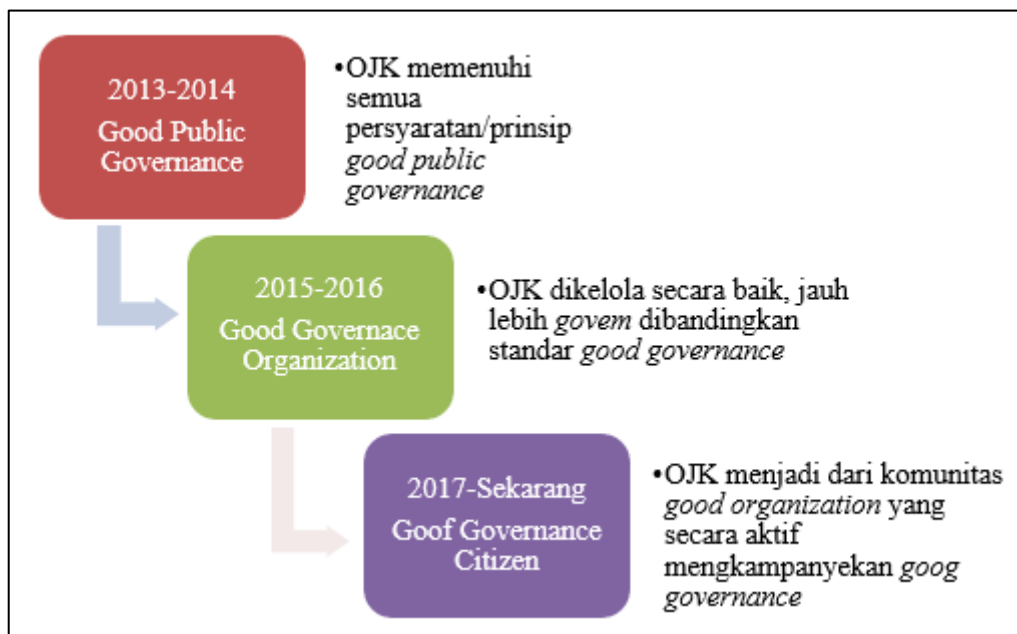 2013-2014
Good Public
Governance
•OJK memenuhi
semua
persyaratan/prinsip
good public
governance
2015-2016
Good Governace
Organization
•OJK dikelola secara baik, jauh
lebih govem dibandingkan
standar good governance
2017-Sekarang
Goof Governance
Citizen
•OJK menjadi dari komunitas
good organization yang
secara aktif
mengkampanyekan goog
governance